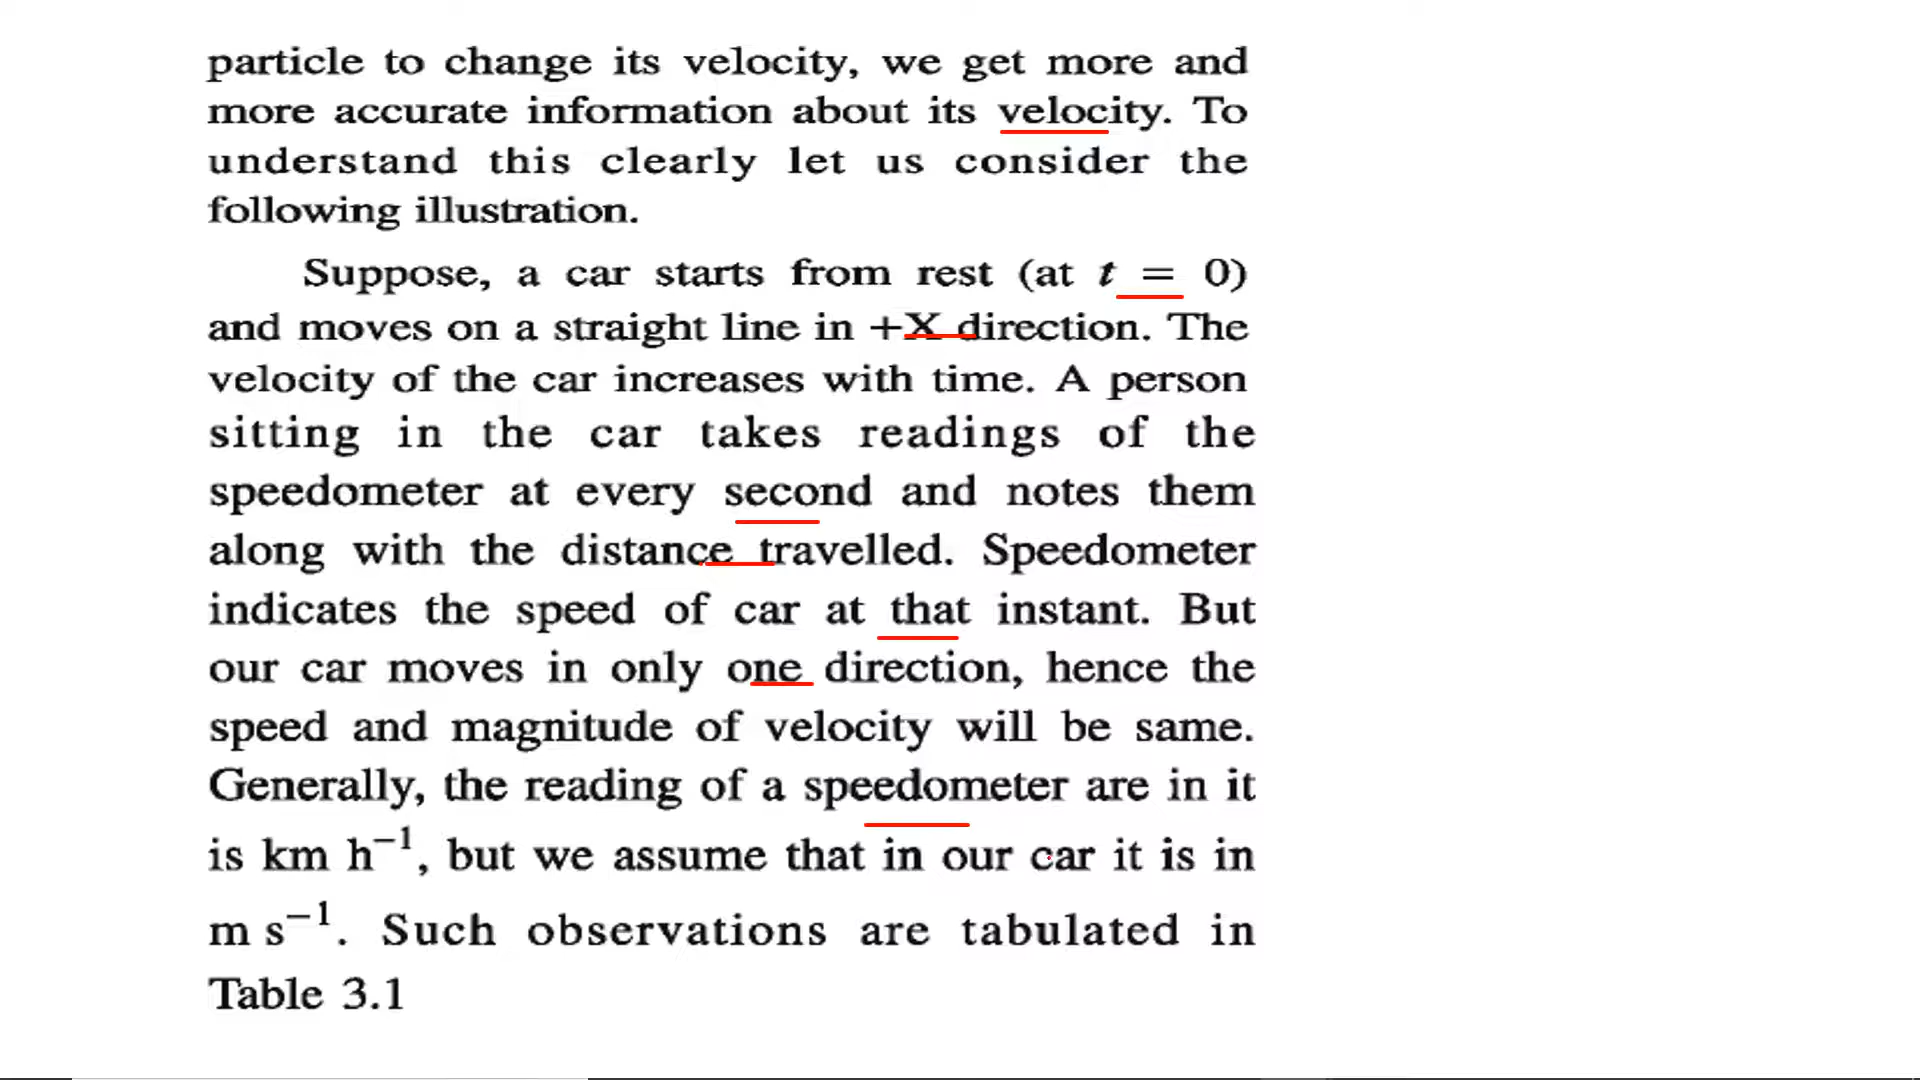 particle to change its velocity, we get more and
more accurate information about its velocity. To
understand this clearly let us consider the
following illustration.
Suppose, a car starts from rest (at t = 0)
and moves on a straight line in +X direction. The
velocity of the car increases with time. A person
sitting in the car takes readings of the
speedometer at every second and notes them
along with the distance travelled. Speedometer
indicates the speed of car at that instant. But
our car moves in only one direction, hence the
speed and magnitude of velocity will be same.
Generally, the reading of a speedometer are in it
is km h⁻¹, but we assume that in our car it is in
m s⁻¹. Such observations are tabulated in
Table 3.1